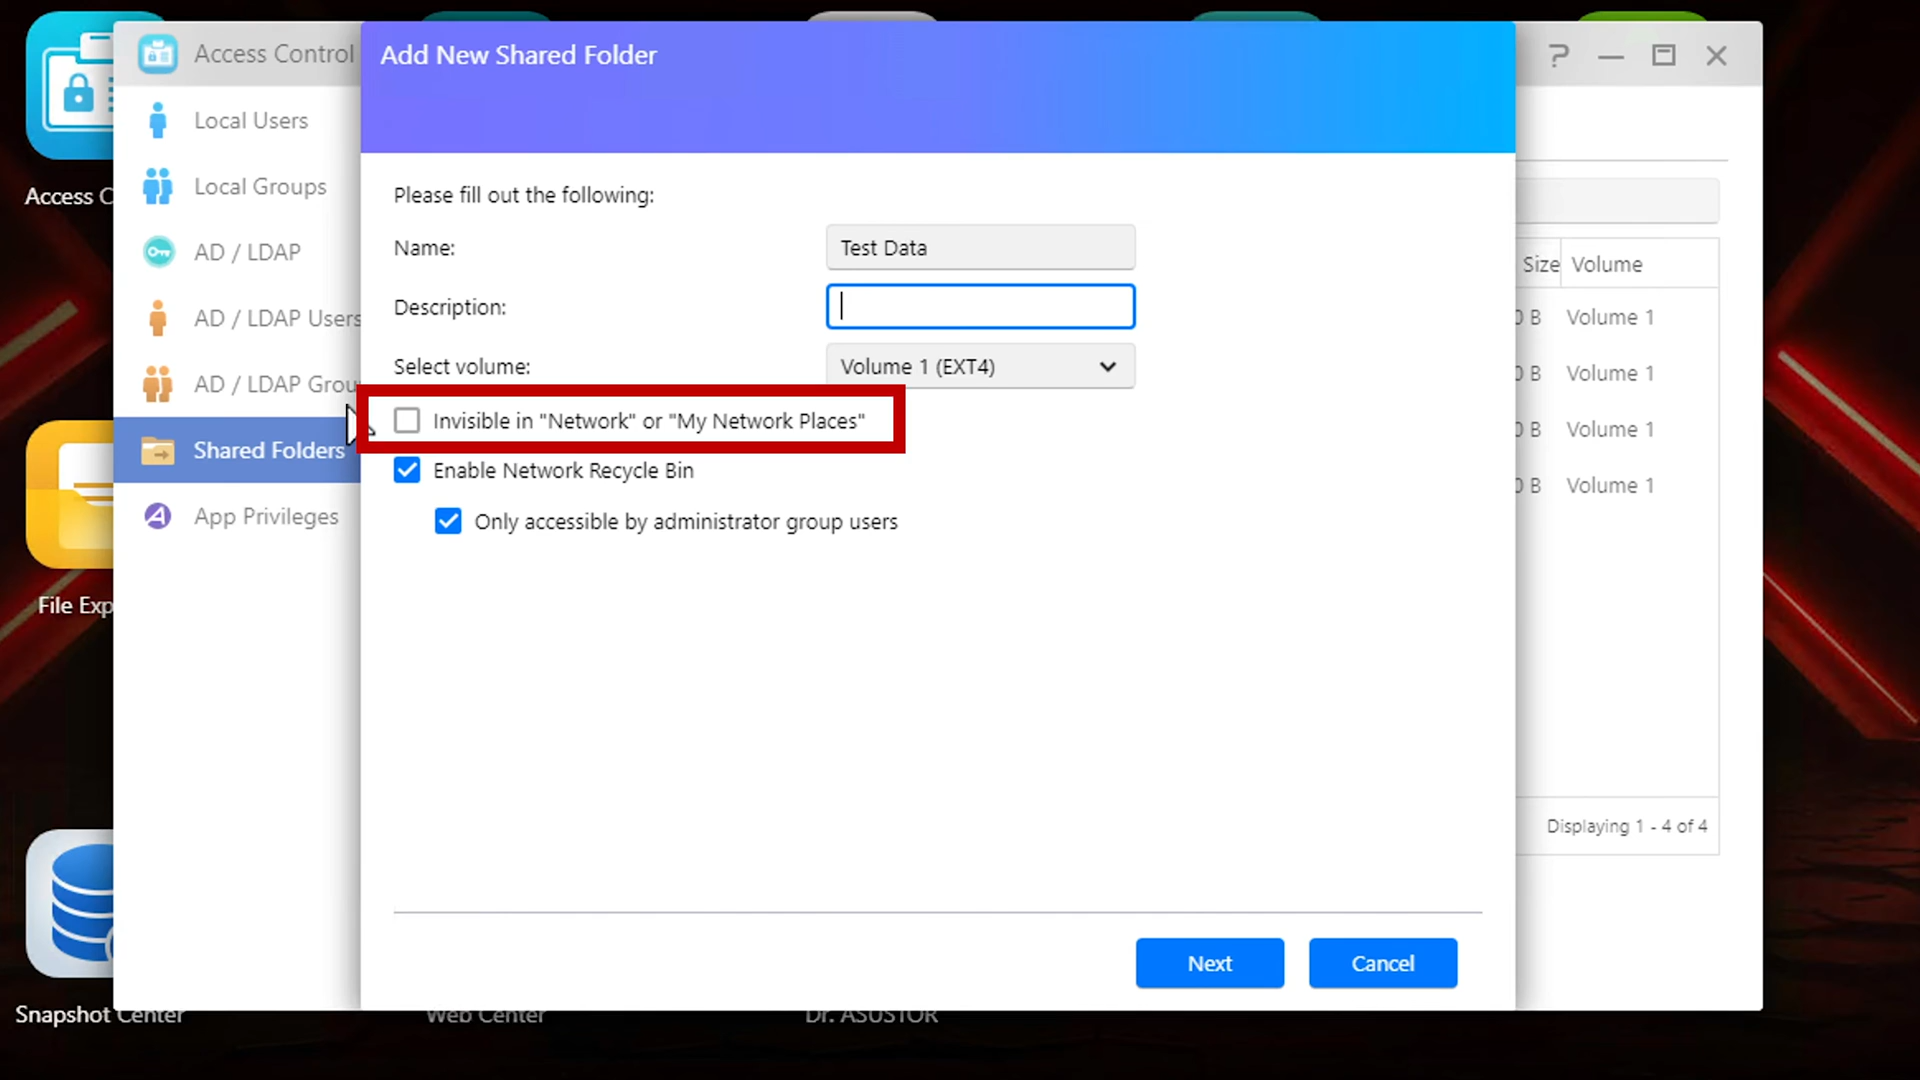 Access Control
Add New Shared Folder
Local Users
Local Groups
AD / LDAP
AD / LDAP Users
AD / LDAP Grou
Shared Folders
App Privileges
Please fill out the following:
Name:
Test Data
Description:
Select volume:
Volume 1 (EXT4)
Invisible in "Network" or "My Network Places"
Enable Network Recycle Bin
Only accessible by administrator group users
Next
Cancel
Size
Volume
0 B
Volume 1
0 B
Volume 1
0 B
Volume 1
0 B
Volume 1
Displaying 1 - 4 of 4
Access C
File Exp
Snapshot Center
Web Center
Dr. ASUSTOR